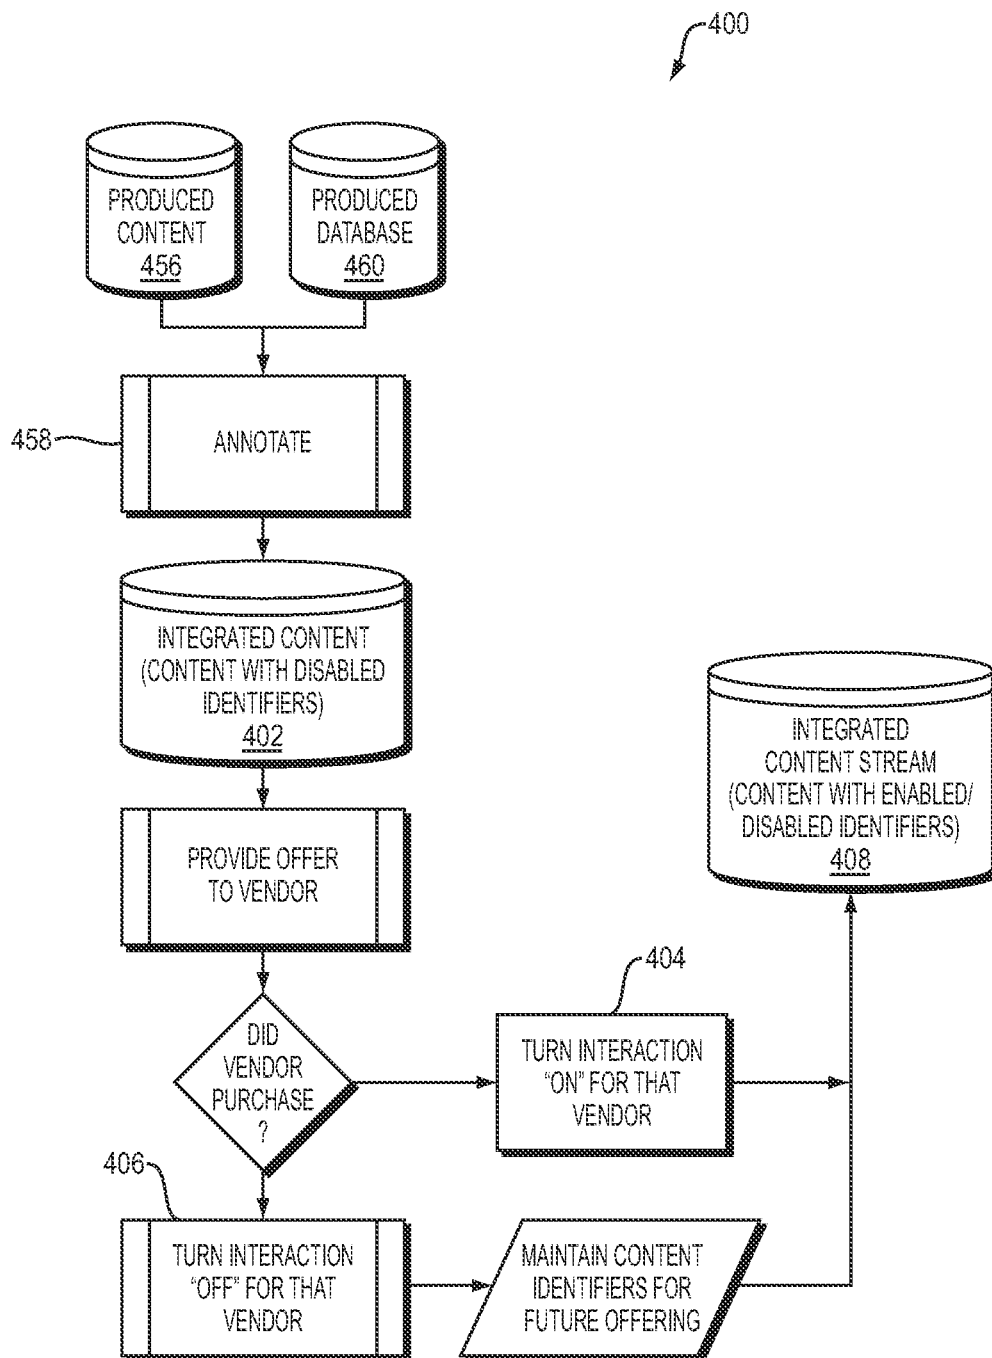 400
PRODUCED
CONTENT
456
PRODUCED
DATABASE
460
458
ANNOTATE
INTEGRATED CONTENT
(CONTENT WITH DISABLED
IDENTIFIERS)
402
INTEGRATED
CONTENT STREAM
(CONTENT WITH ENABLED/
DISABLED IDENTIFIERS)
408
PROVIDE OFFER
TO VENDOR
DID
VENDOR
PURCHASE
?
404
TURN INTERACTION
"ON" FOR THAT
VENDOR
406
TURN INTERACTION
"OFF" FOR THAT
VENDOR
MAINTAIN CONTENT
IDENTIFIERS FOR
FUTURE OFFERING